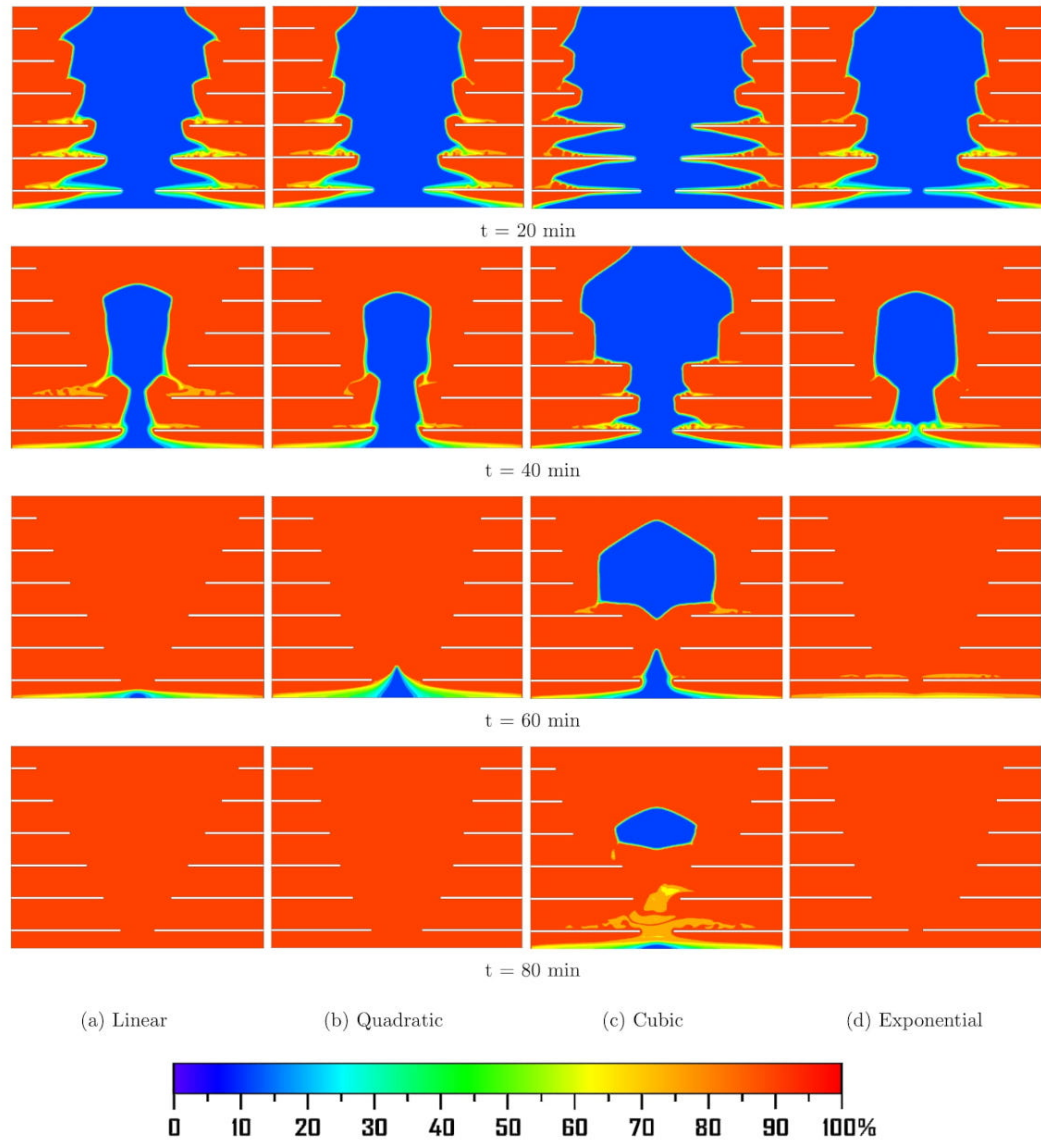 t = 20 min
t = 40 min
t = 60 min
t = 80 min
(a) Linear (b) Quadratic (c) Cubic (d) Exponential
0 10 20 30 40 50 60 70 80 90 100%